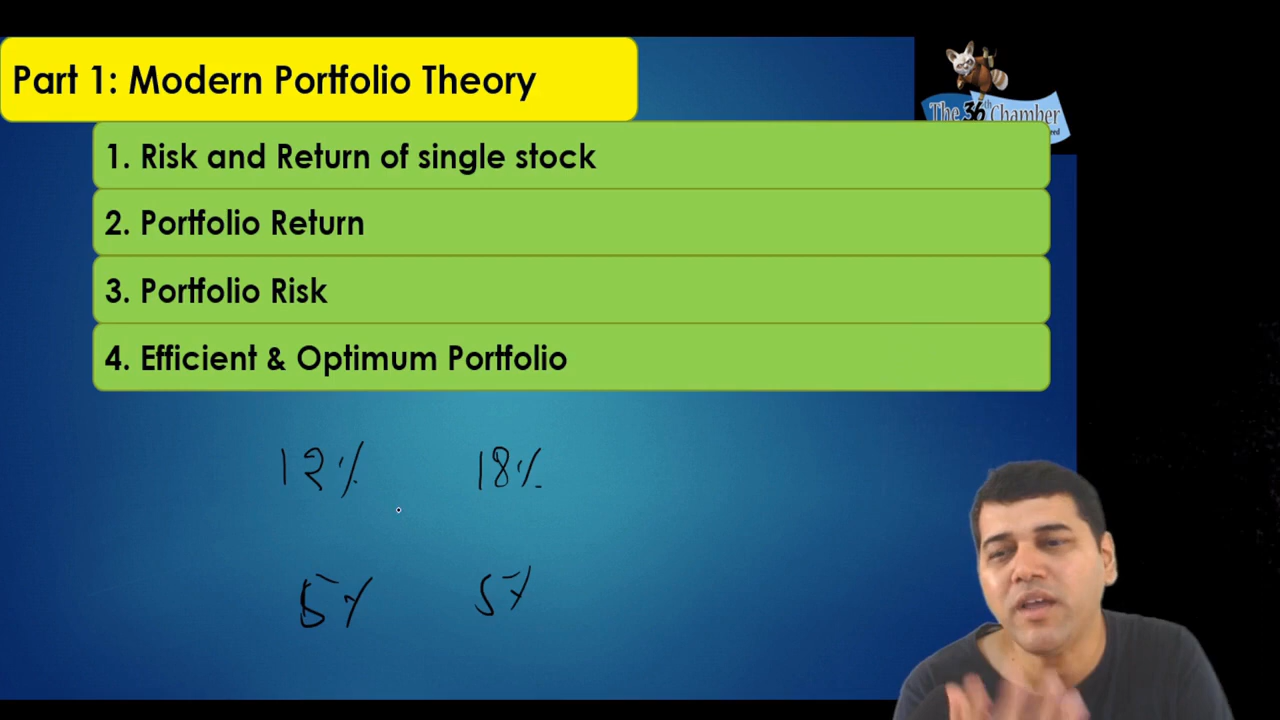 Part 1: Modern Portfolio Theory
The 36th Chamber
1. Risk and Return of single stock
2. Portfolio Return
3. Portfolio Risk
4. Efficient & Optimum Portfolio
12% 18%
5% 5%